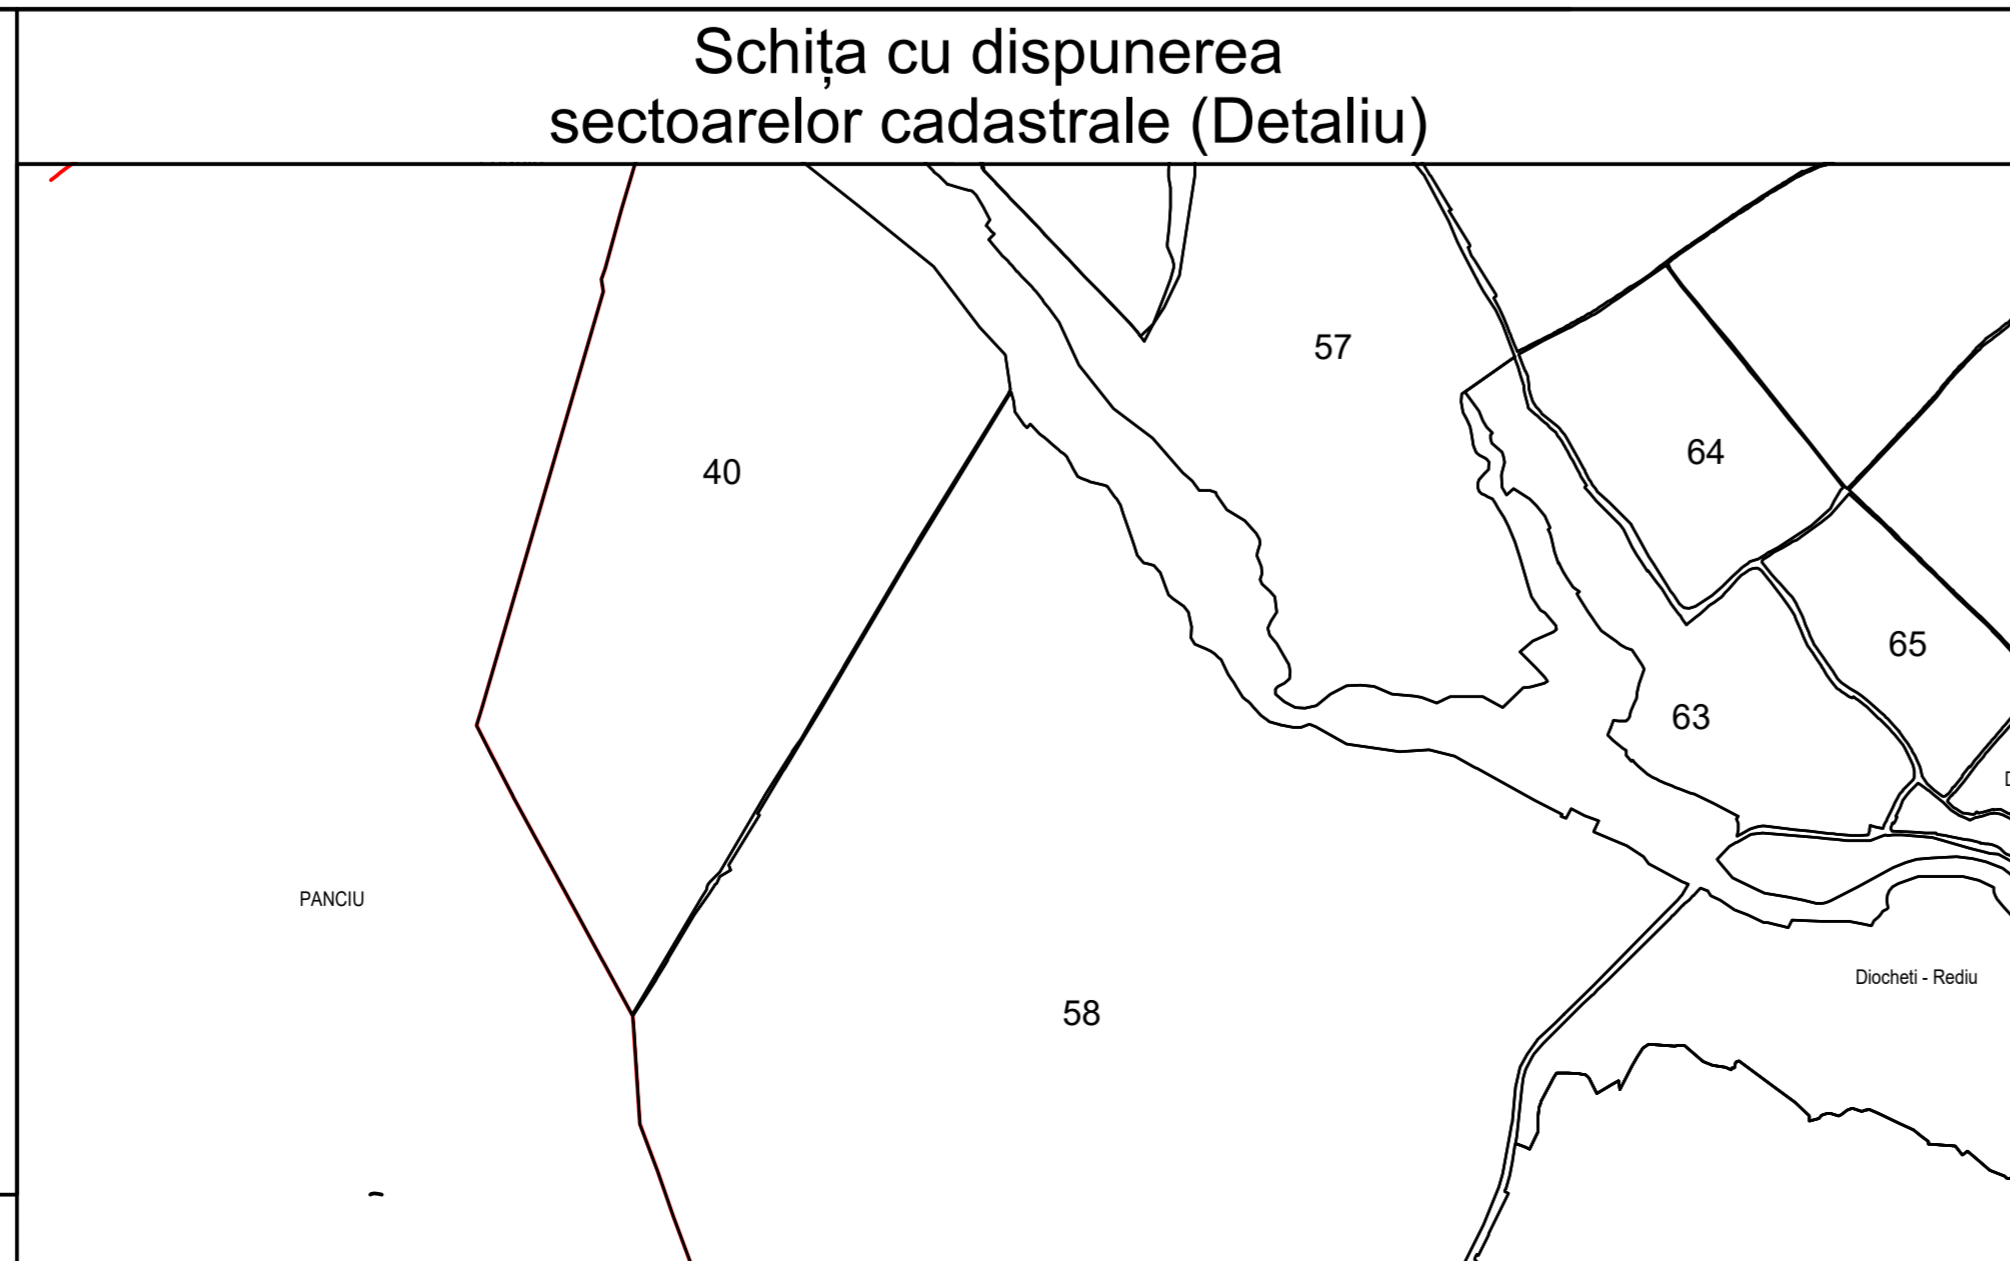 Schița cu dispunerea
sectoarelor cadastrale (Detaliu)
57
64
40
65
63
PANCIU
Diocheti - Rediu
58